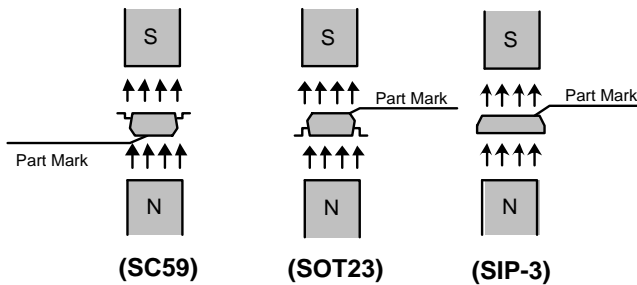 S
S
S
Part Mark
Part Mark
Part Mark
N
N
N
(SC59)
(SOT23)
(SIP-3)